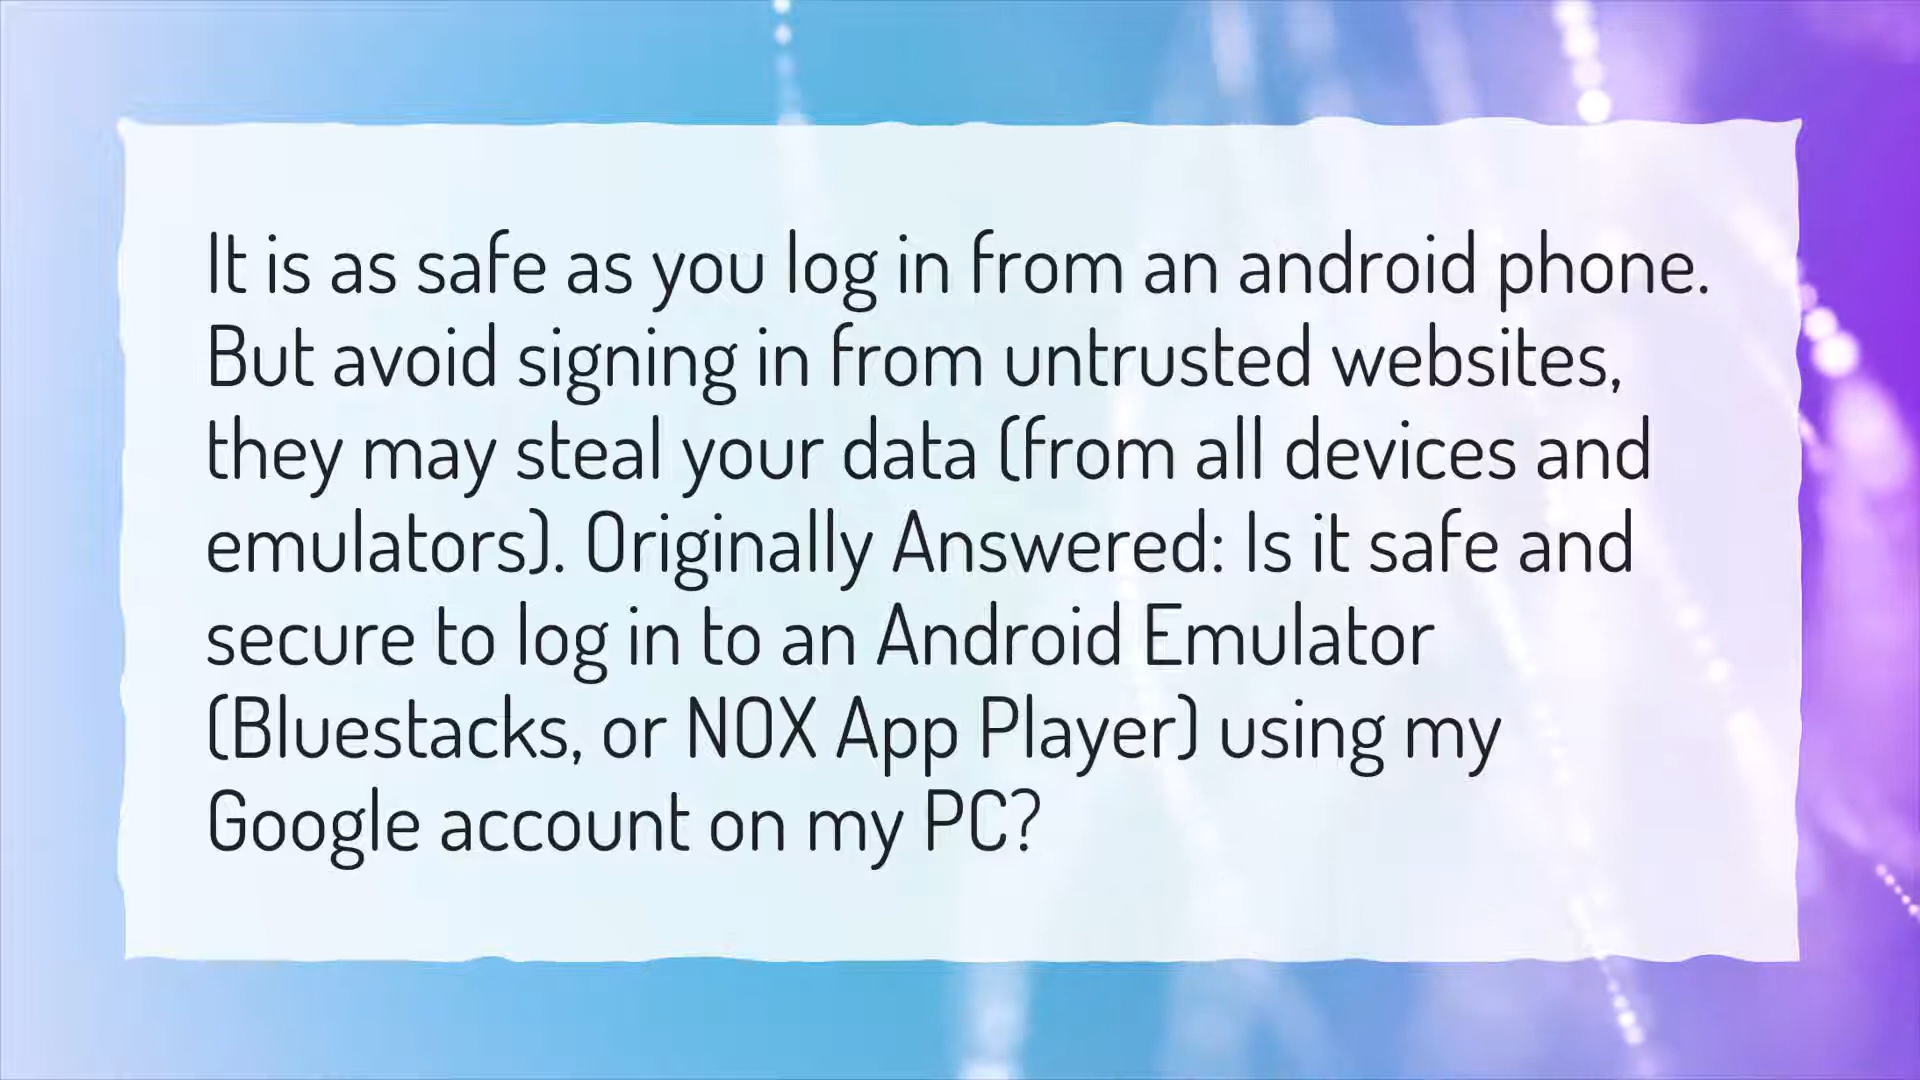 It is as safe as you log in from an android phone.
But avoid signing in from untrusted websites,
they may steal your data (from all devices and
emulators). Originally Answered: Is it safe and
secure to log in to an Android Emulator
(Bluestacks, or NOX App Player) using my
Google account on my PC?